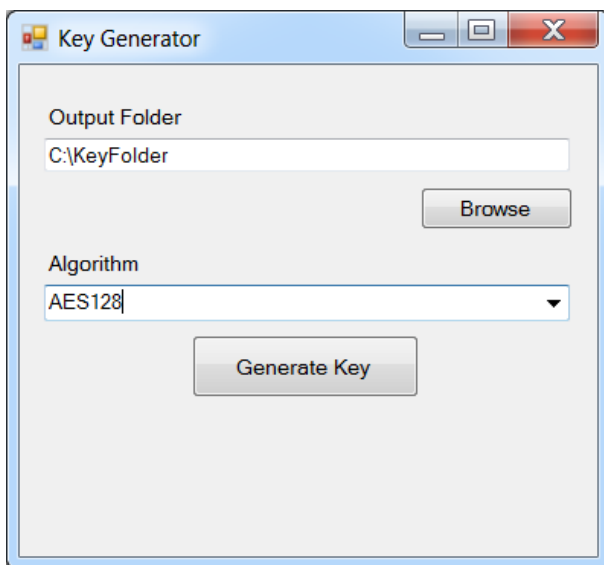 Key Generator
Output Folder
C:\KeyFolder
Browse
Algorithm
AES128
Generate Key